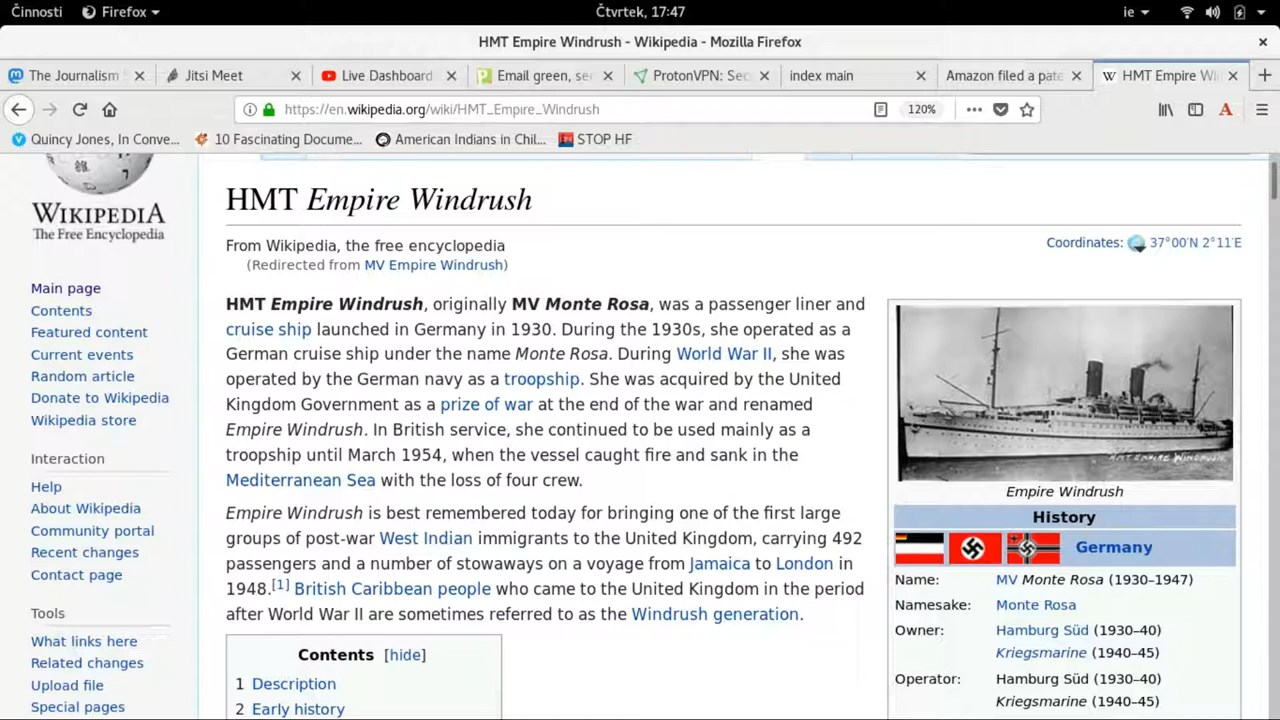 Činnosti Firefox Čtvrtek, 17:47 ie
HMT Empire Windrush - Wikipedia - Mozilla Firefox
The Journalism Jitsi Meet Live Dashboard Email green, se ProtonVPN: Sec index main Amazon filed a pate HMT Empire Wi
https://en.wikipedia.org/wiki/HMT_Empire_Windrush 120%
Quincy Jones, In Conve... 10 Fascinating Docume... American Indians in Chil... STOP HF
WIKIPEDIA
The Free Encyclopedia
Main page
Contents
Featured content
Current events
Random article
Donate to Wikipedia
Wikipedia store
Interaction
Help
About Wikipedia
Community portal
Recent changes
Contact page
Tools
What links here
Related changes
Upload file
Special pages
HMT Empire Windrush
From Wikipedia, the free encyclopedia
(Redirected from MV Empire Windrush)
Coordinates: 37°00′N 2°11′E
HMT Empire Windrush, originally MV Monte Rosa, was a passenger liner and
cruise ship launched in Germany in 1930. During the 1930s, she operated as a
German cruise ship under the name Monte Rosa. During World War II, she was
operated by the German navy as a troopship. She was acquired by the United
Kingdom Government as a prize of war at the end of the war and renamed
Empire Windrush. In British service, she continued to be used mainly as a
troopship until March 1954, when the vessel caught fire and sank in the
Mediterranean Sea with the loss of four crew.
Empire Windrush is best remembered today for bringing one of the first large
groups of post-war West Indian immigrants to the United Kingdom, carrying 492
passengers and a number of stowaways on a voyage from Jamaica to London in
1948.[1] British Caribbean people who came to the United Kingdom in the period
after World War II are sometimes referred to as the Windrush generation.
Contents [hide]
1 Description
2 Early history
HMT EMPIRE WINDRUSH
Empire Windrush
History
Germany
Name: MV Monte Rosa (1930–1947)
Namesake: Monte Rosa
Owner: Hamburg Süd (1930–40)
Kriegsmarine (1940–45)
Operator: Hamburg Süd (1930–40)
Kriegsmarine (1940–45)